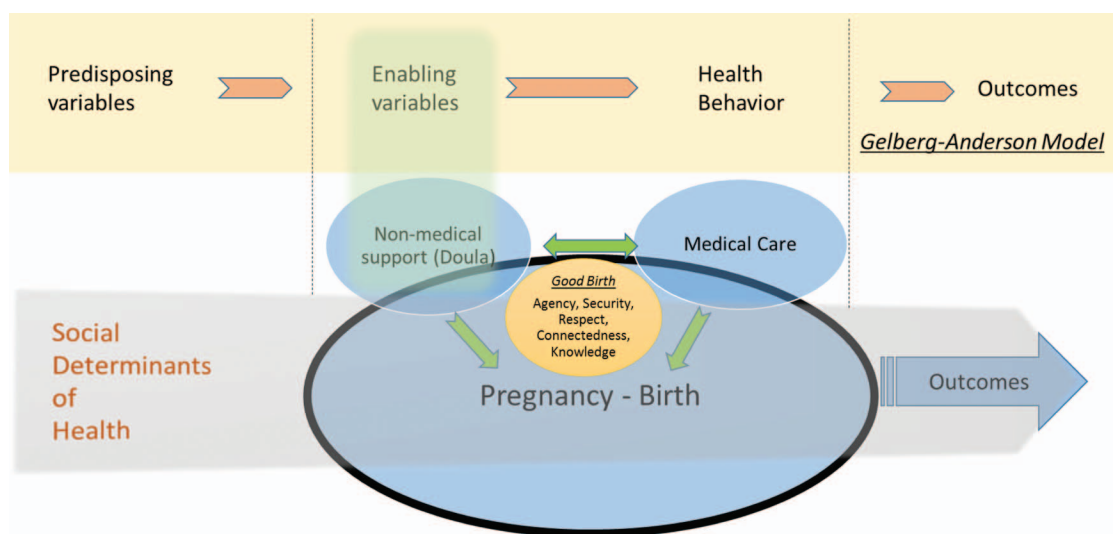 Predisposing
variables
Enabling
variables
Health
Behavior
Outcomes
Gelberg-Anderson Model
Non-medical
support (Doula)
Medical Care
Good Birth
Agency, Security,
Respect,
Connectedness,
Knowledge
Social
Determinants
of
Health
Pregnancy - Birth
Outcomes